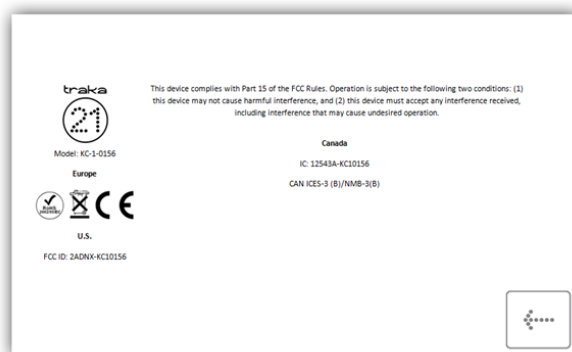 traka
21
Model: KC-1-0156
Europe
CE
U.S.
FCC ID: 2ADNX-KC10156
This device complies with Part 15 of the FCC Rules. Operation is subject to the following two conditions: (1)
this device may not cause harmful interference, and (2) this device must accept any interference received,
including interference that may cause undesired operation.
Canada
IC: 12543A-KC10156
CAN ICES-3 (B)/NMB-3(B)